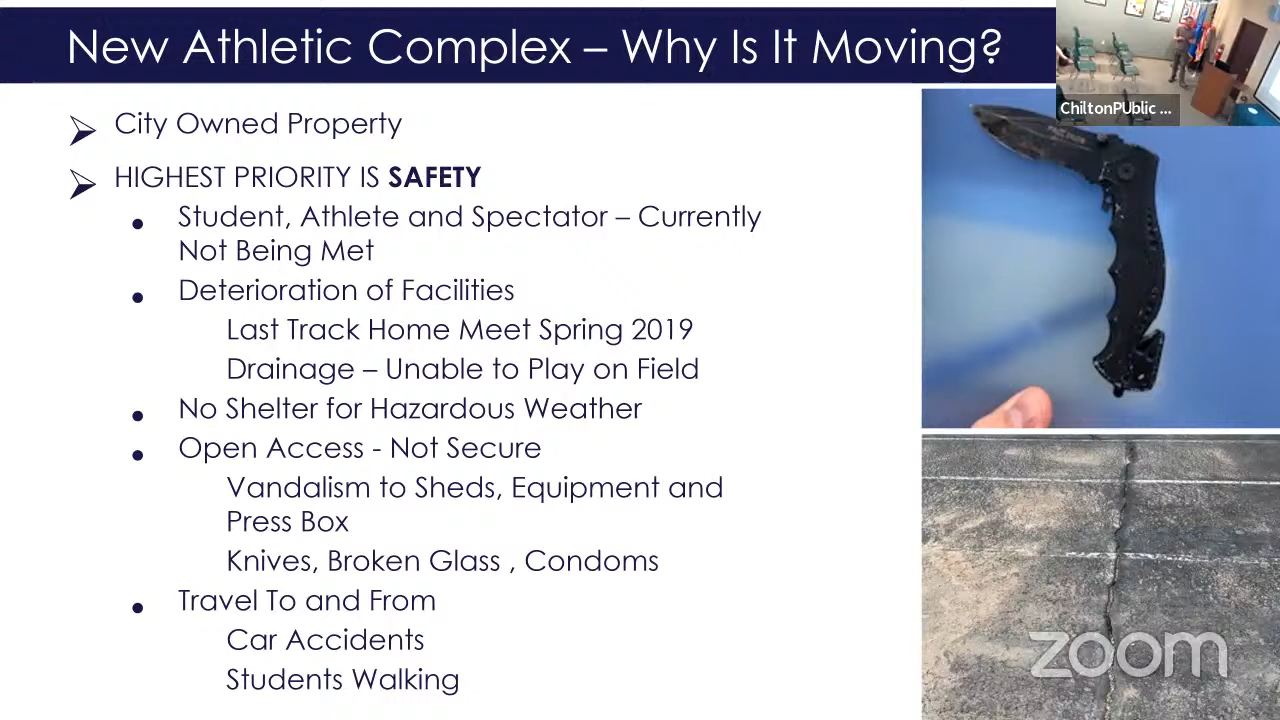 New Athletic Complex – Why Is It Moving?
ChiltonPUblic ...
City Owned Property
HIGHEST PRIORITY IS SAFETY
Student, Athlete and Spectator – Currently
Not Being Met
Deterioration of Facilities
Last Track Home Meet Spring 2019
Drainage – Unable to Play on Field
No Shelter for Hazardous Weather
Open Access - Not Secure
Vandalism to Sheds, Equipment and
Press Box
Knives, Broken Glass , Condoms
Travel To and From
Car Accidents
Students Walking
zoom